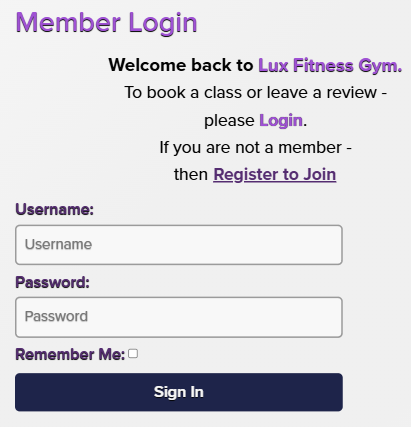 Member Login
Welcome back to Lux Fitness Gym.
To book a class or leave a review -
please Login.
If you are not a member -
then Register to Join
Username:
Username
Password:
Password
Remember Me:
Sign In